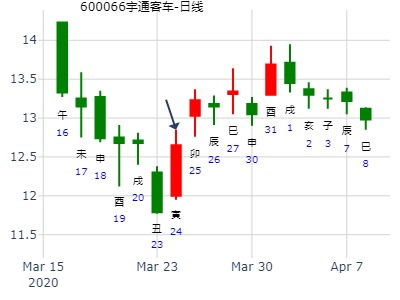 600066宇通客车-日线
14
13.5
13
12.5
12
11.5
午
16
未
17
申
18
酉
19
戌
20
丑
23
寅
24
卯
25
辰
26
巳
27
申
30
酉
31
戌
1
亥
2
子
3
辰
7
巳
8
Mar 15
2020
Mar 23
Mar 30
Apr 7